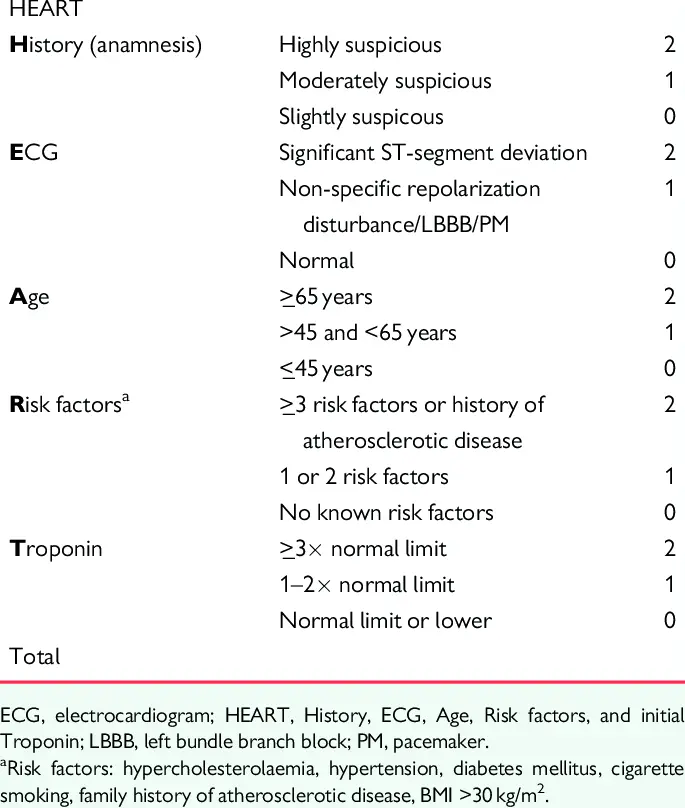 HEART
History (anamnesis) Highly suspicious 2
Moderately suspicious 1
Slightly suspicous 0
ECG Significant ST-segment deviation 2
Non-specific repolarization 1
disturbance/LBBB/PM
Normal 0
Age ≥65 years 2
>45 and <65 years 1
≤45 years 0
Risk factorsᵃ ≥3 risk factors or history of 2
atherosclerotic disease
1 or 2 risk factors 1
No known risk factors 0
Troponin ≥3× normal limit 2
1–2× normal limit 1
Normal limit or lower 0
Total
ECG, electrocardiogram; HEART, History, ECG, Age, Risk factors, and initial
Troponin; LBBB, left bundle branch block; PM, pacemaker.
ᵃRisk factors: hypercholesterolaemia, hypertension, diabetes mellitus, cigarette
smoking, family history of atherosclerotic disease, BMI >30 kg/m².